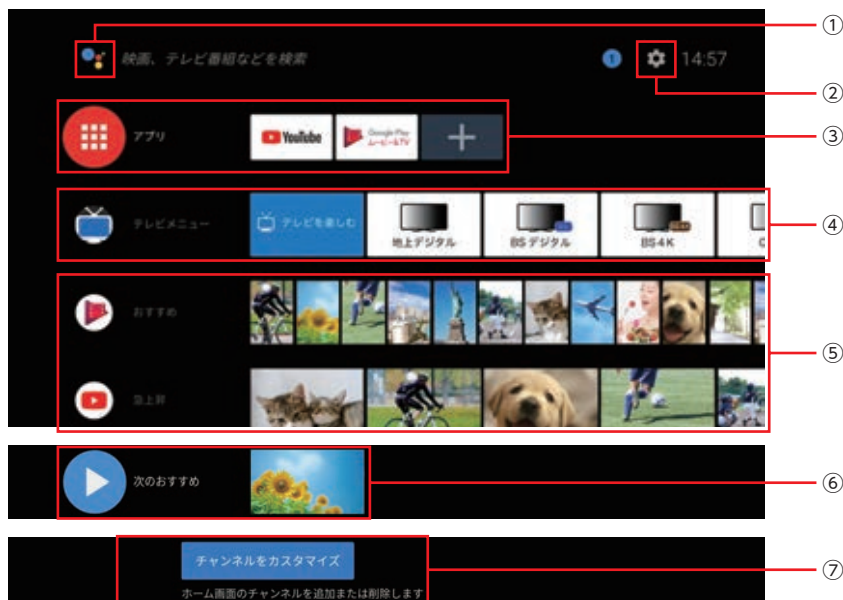 ①
映画、テレビ番組などを検索
1
14:57
②
アプリ
YouTube
Google Play
ムービー&TV
③
テレビメニュー
テレビを楽しむ
地上デジタル
BSデジタル
BS4K
C
④
おすすめ
急上昇
⑤
次のおすすめ
⑥
チャンネルをカスタマイズ
ホーム画面のチャンネルを追加または削除します
⑦